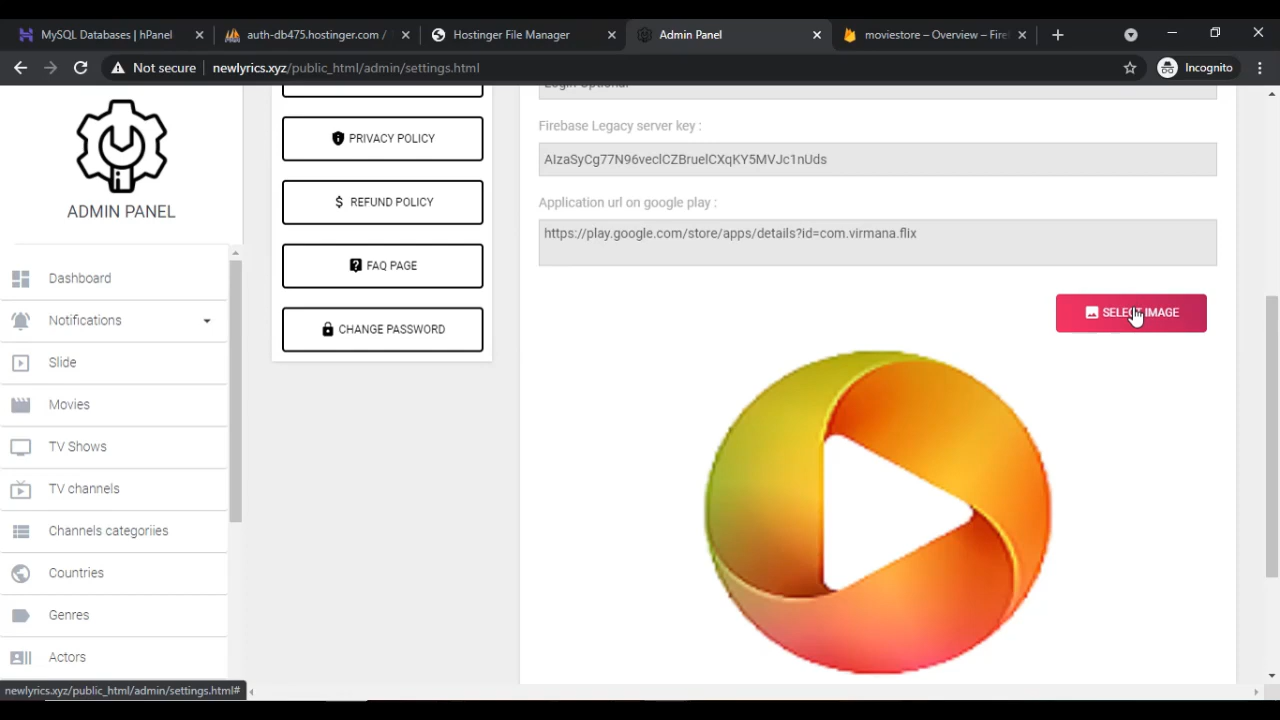 MySQL Databases | hPanel
auth-db475.hostinger.com /
Hostinger File Manager
Admin Panel
moviestore – Overview – Fire
Not secure
newlyrics.xyz/public_html/admin/settings.html
Incognito
ADMIN PANEL
Dashboard
Notifications
Slide
Movies
TV Shows
TV channels
Channels categoriies
Countries
Genres
Actors
PRIVACY POLICY
REFUND POLICY
FAQ PAGE
CHANGE PASSWORD
Login Optional
Firebase Legacy server key :
AIzaSyCg77N96veclCZBruelCXqKY5MVJc1nUds
Application url on google play :
https://play.google.com/store/apps/details?id=com.virmana.flix
SELECT IMAGE
newlyrics.xyz/public_html/admin/settings.html#